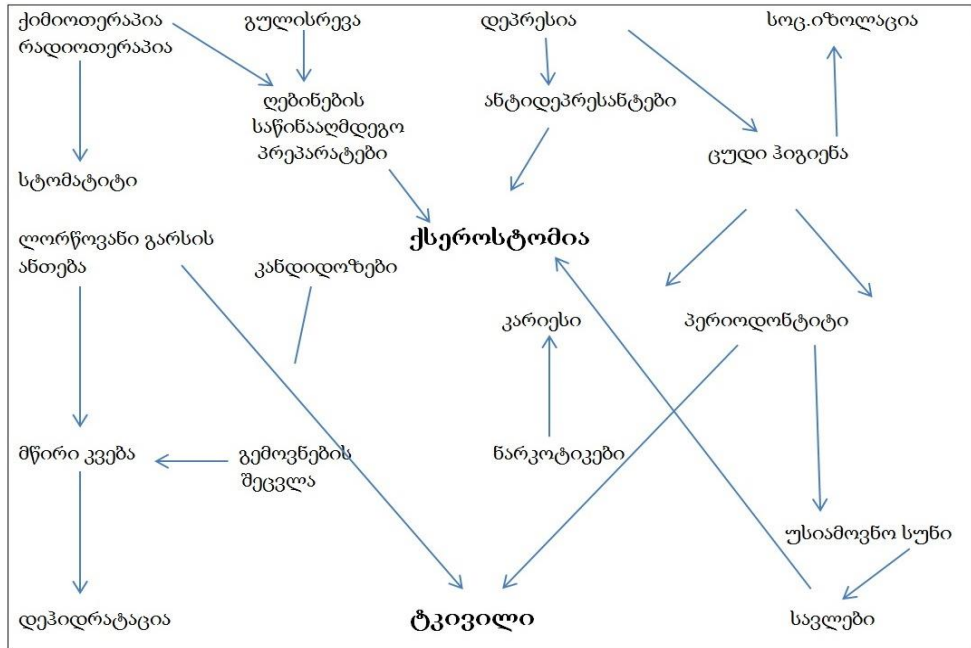 ქიმიოთერაპია
რადიოთერაპია
გულისრევა
დეპრესია
სოც.იზოლაცია
ღებინების
საწინააღმდეგო
პრეპარატები
ანტიდეპრესანტები
ცუდი ჰიგიენა
სტომატიტი
ლორწოვანი გარსის
ანთება
ქსეროსტომია
კანდიდოზები
კარიესი
პერიოდონტიტი
მწირი კვება
გემოვნების
შეცვლა
ნარკოტიკები
უსიამოვნო სუნი
დეჰიდრატაცია
ტკივილი
სავლები